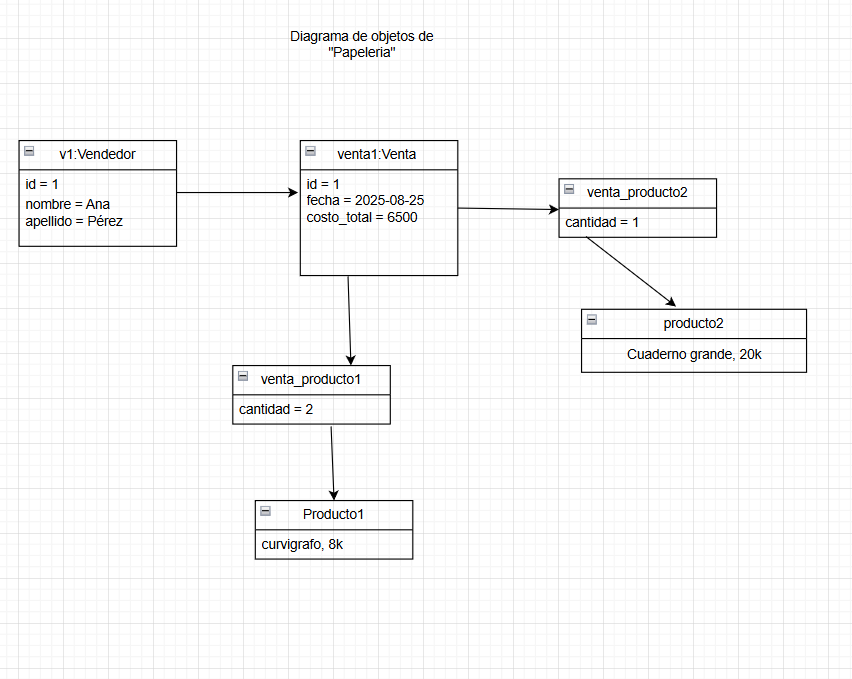 Diagrama de objetos de
"Papeleria"
v1:Vendedor
id = 1
nombre = Ana
apellido = Pérez
venta1:Venta
id = 1
fecha = 2025-08-25
costo_total = 6500
venta_producto2
cantidad = 1
producto2
Cuaderno grande, 20k
venta_producto1
cantidad = 2
Producto1
curvigrafo, 8k